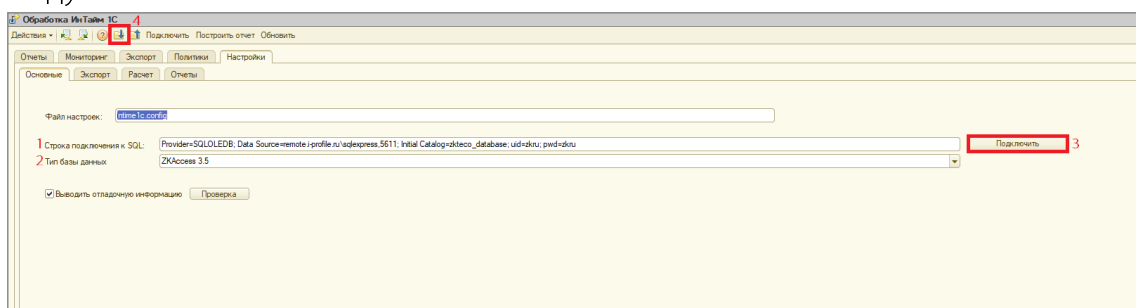 Обработка ИнТайм 1С 4
Действия Подключить Построить отчет Обновить
Отчеты Мониторинг Экспорт Политики Настройки
Основные Экспорт Расчет Отчеты
Файл настроек: ntime1c.config
1 Строка подключения к SQL: Provider=SQLOLEDB; Data Source=remote.i-profile.ru\sqlexpress,5611; Initial Catalog=zkteco_database; uid=zkru; pwd=zkru Подключить 3
2 Тип базы данных ZKAccess 3.5
Выводить отладочную информацию Проверка